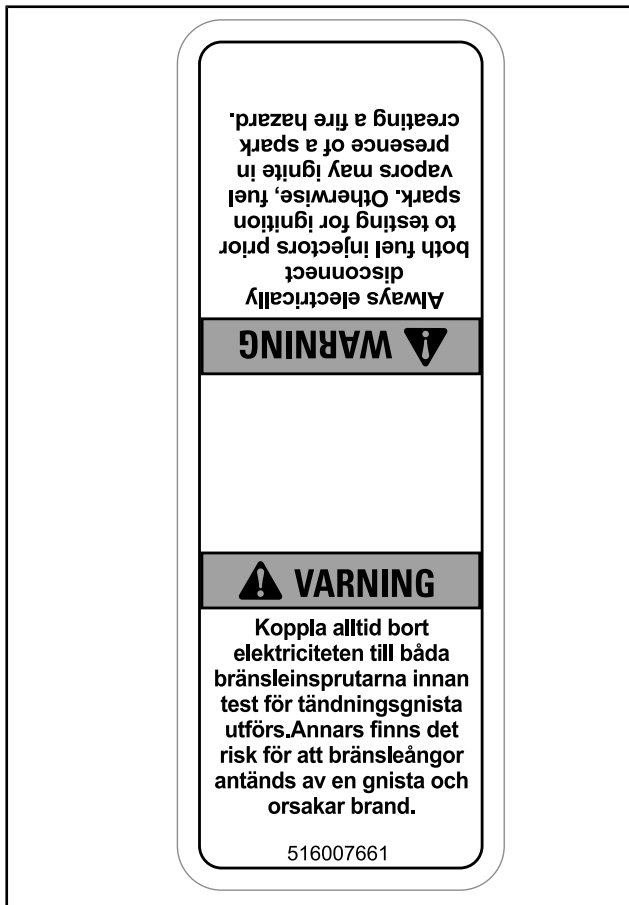 WARNING
Always electrically
disconnect
both fuel injectors prior
to testing for ignition
spark. Otherwise, fuel
vapors may ignite in
presence of a spark
creating a fire hazard.
VARNING
Koppla alltid bort
elektriciteten till båda
bränsleinsprutarna innan
test för tändningsgnista
utförs.Annars finns det
risk för att bränsleångor
antänds av en gnista och
orsakar brand.
516007661